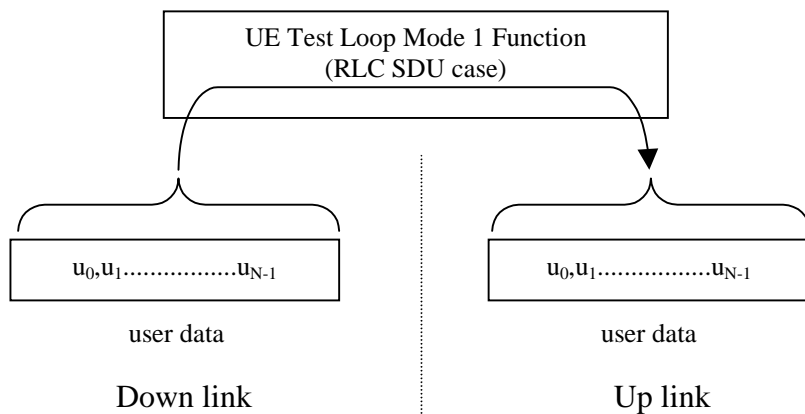 UE Test Loop Mode 1 Function
(RLC SDU case)
u0,u1..................uN-1
u0,u1..................uN-1
user data
user data
Down link
Up link